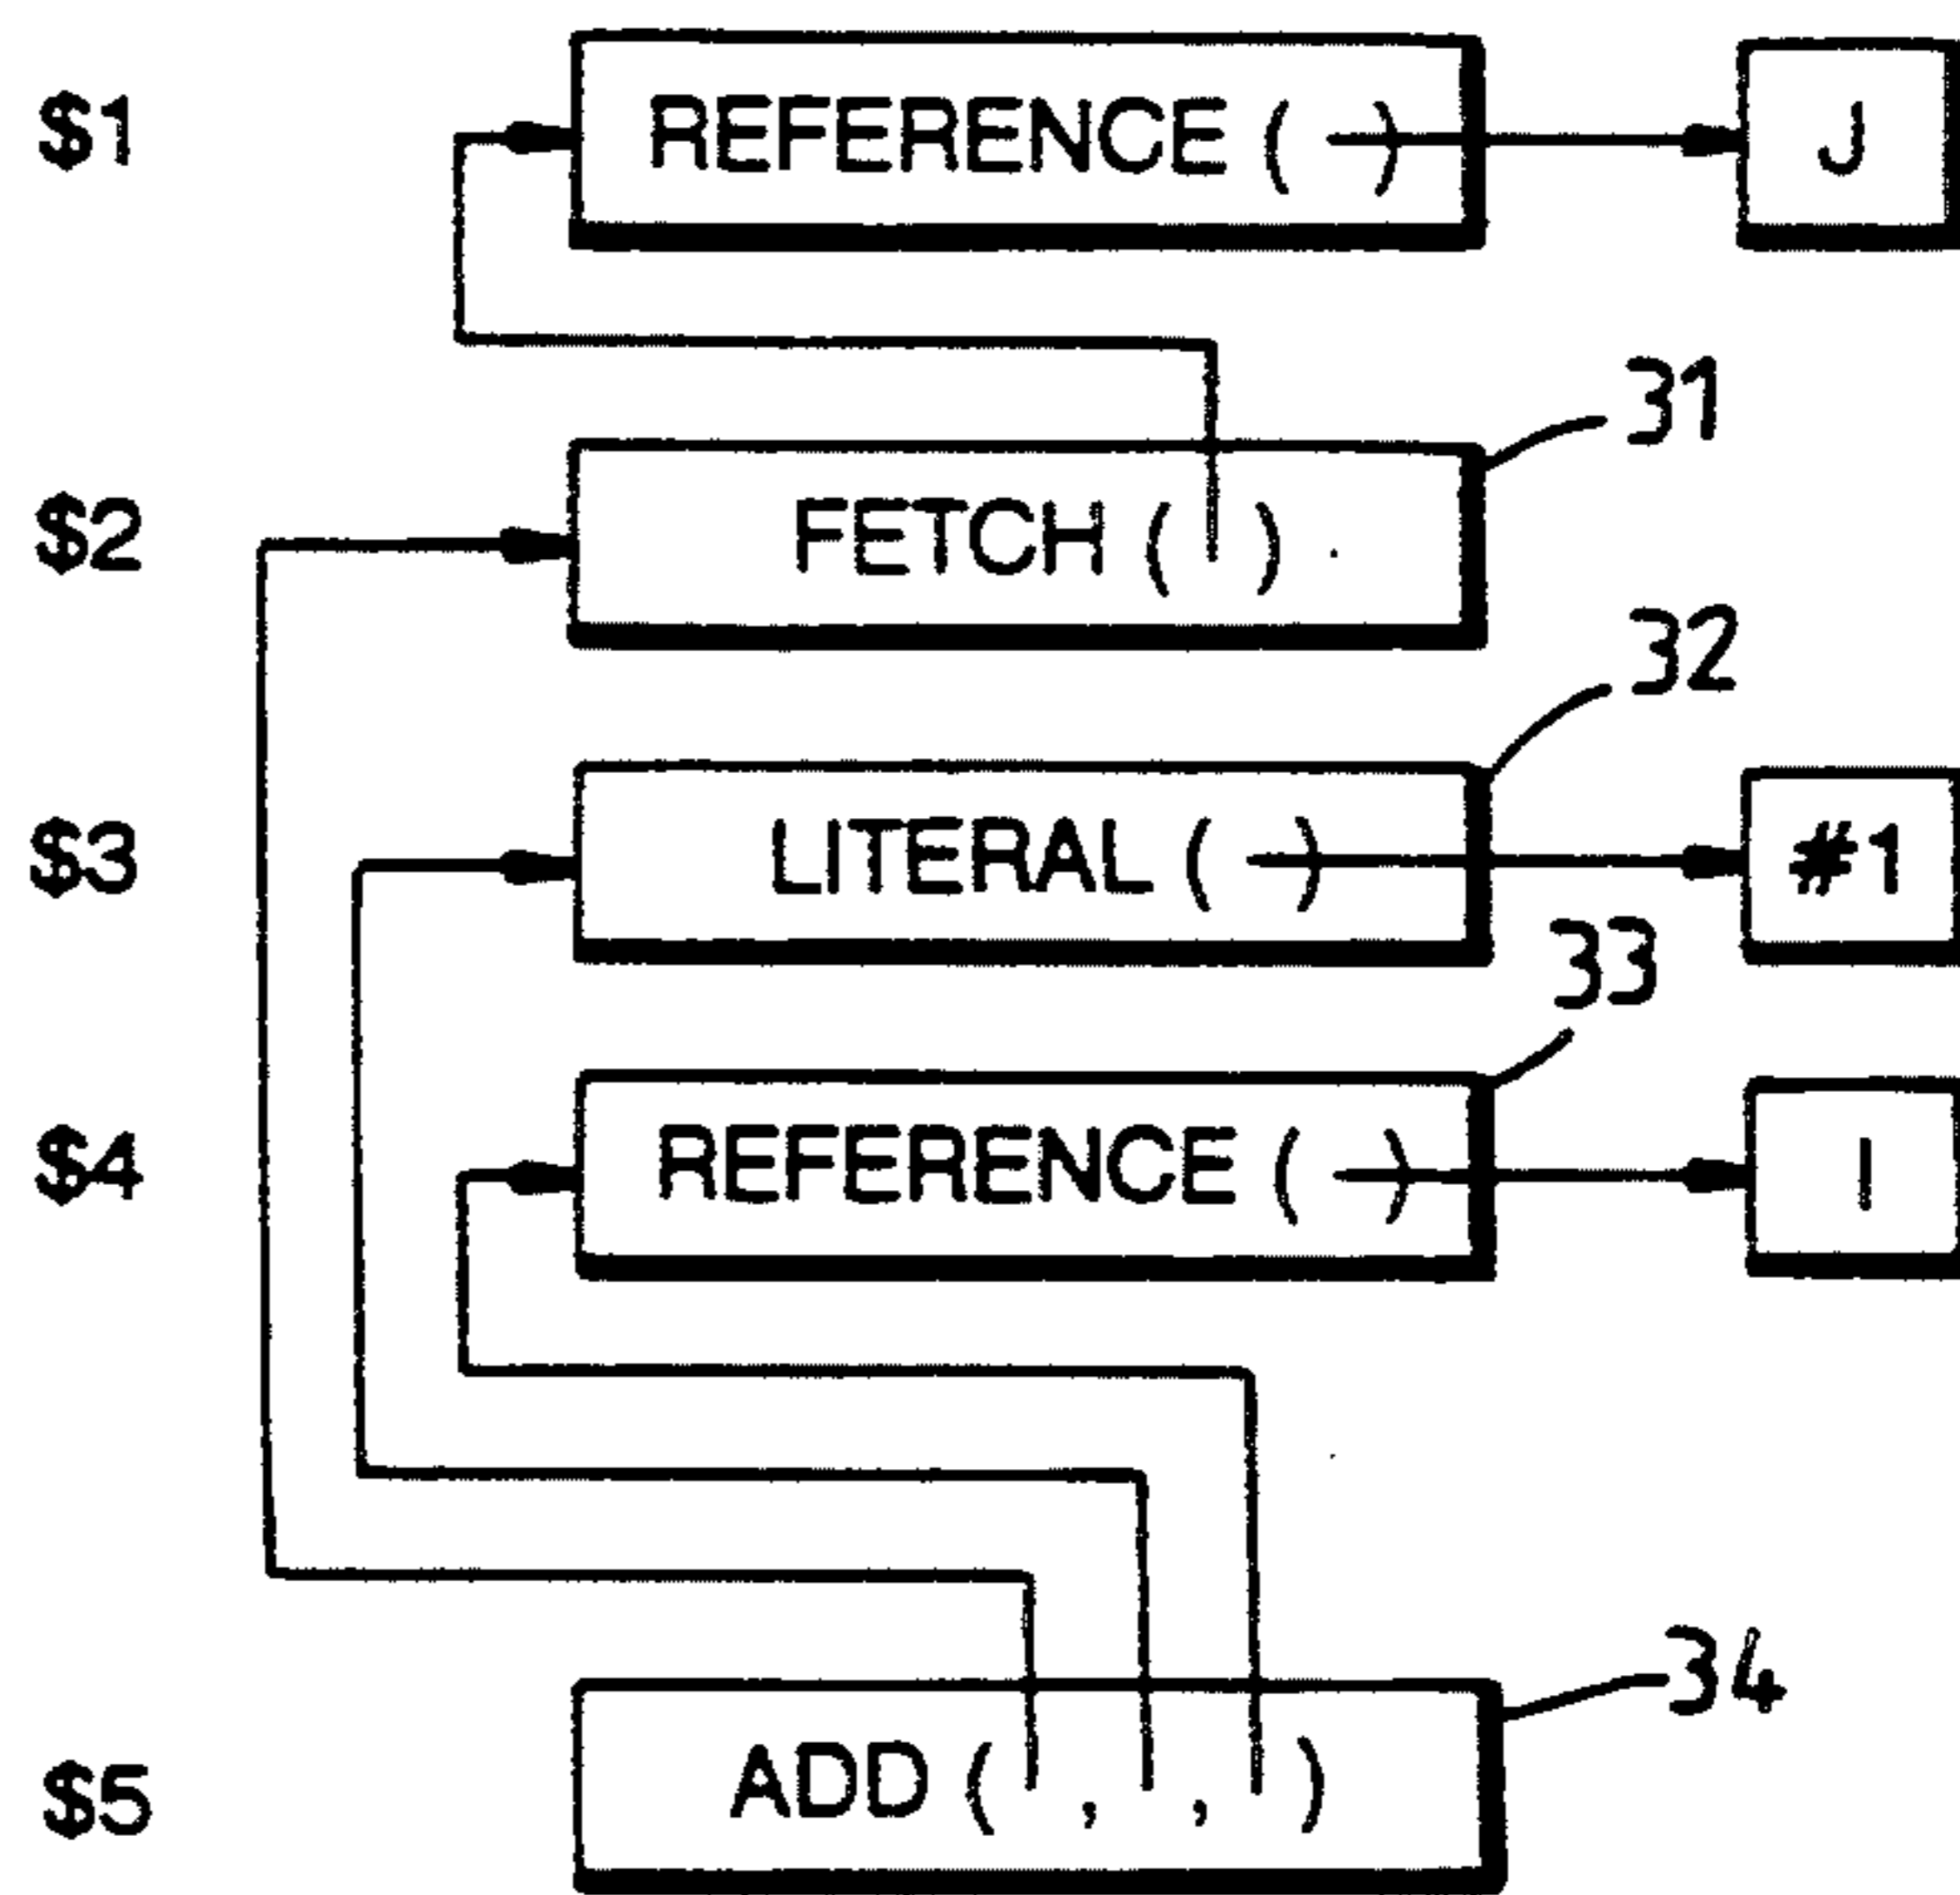 $1 REFERENCE ( ) J
31
$2 FETCH ( )
32
$3 LITERAL ( ) #1
33
$4 REFERENCE ( ) I
34
$5 ADD ( , , )